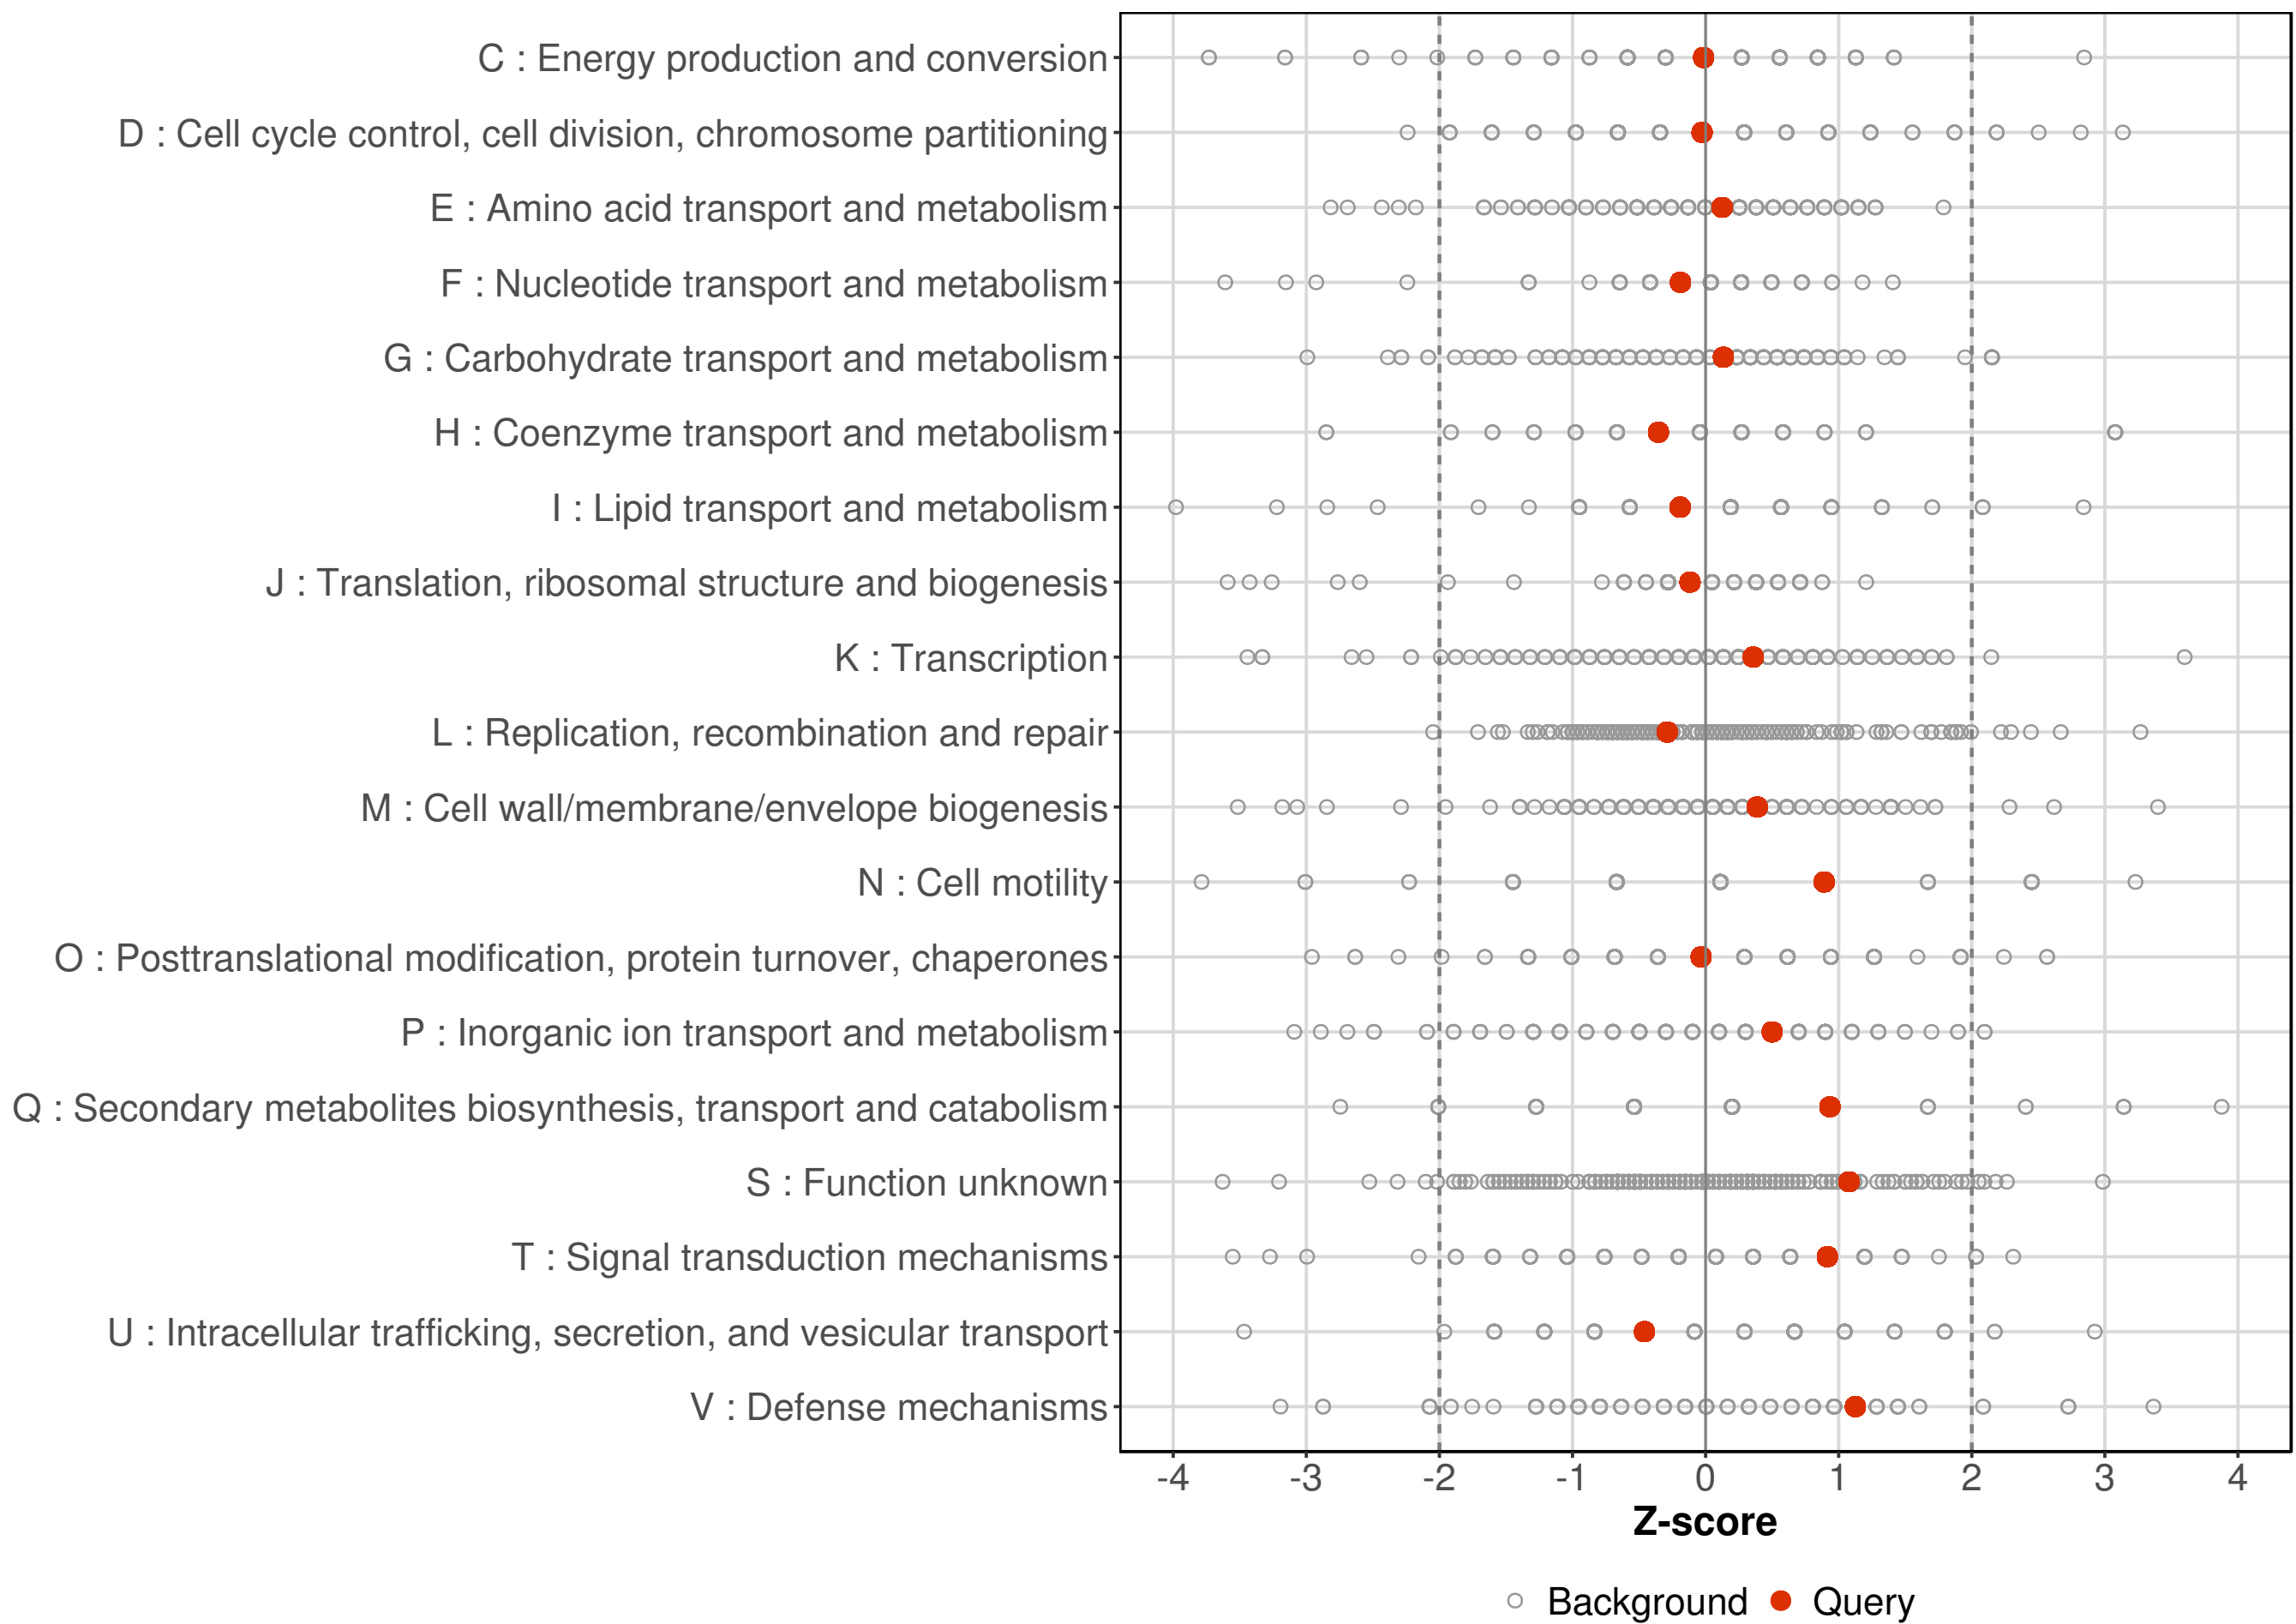 C : Energy production and conversion
D : Cell cycle control, cell division, chromosome partitioning
E : Amino acid transport and metabolism
F : Nucleotide transport and metabolism
G : Carbohydrate transport and metabolism
H : Coenzyme transport and metabolism
I : Lipid transport and metabolism
J : Translation, ribosomal structure and biogenesis
K : Transcription
L : Replication, recombination and repair
M : Cell wall/membrane/envelope biogenesis
N : Cell motility
O : Posttranslational modification, protein turnover, chaperones
P : Inorganic ion transport and metabolism
Q : Secondary metabolites biosynthesis, transport and catabolism
S : Function unknown
T : Signal transduction mechanisms
U : Intracellular trafficking, secretion, and vesicular transport
V : Defense mechanisms
-4 -3 -2 -1 0 1 2 3 4
Z-score
Background Query